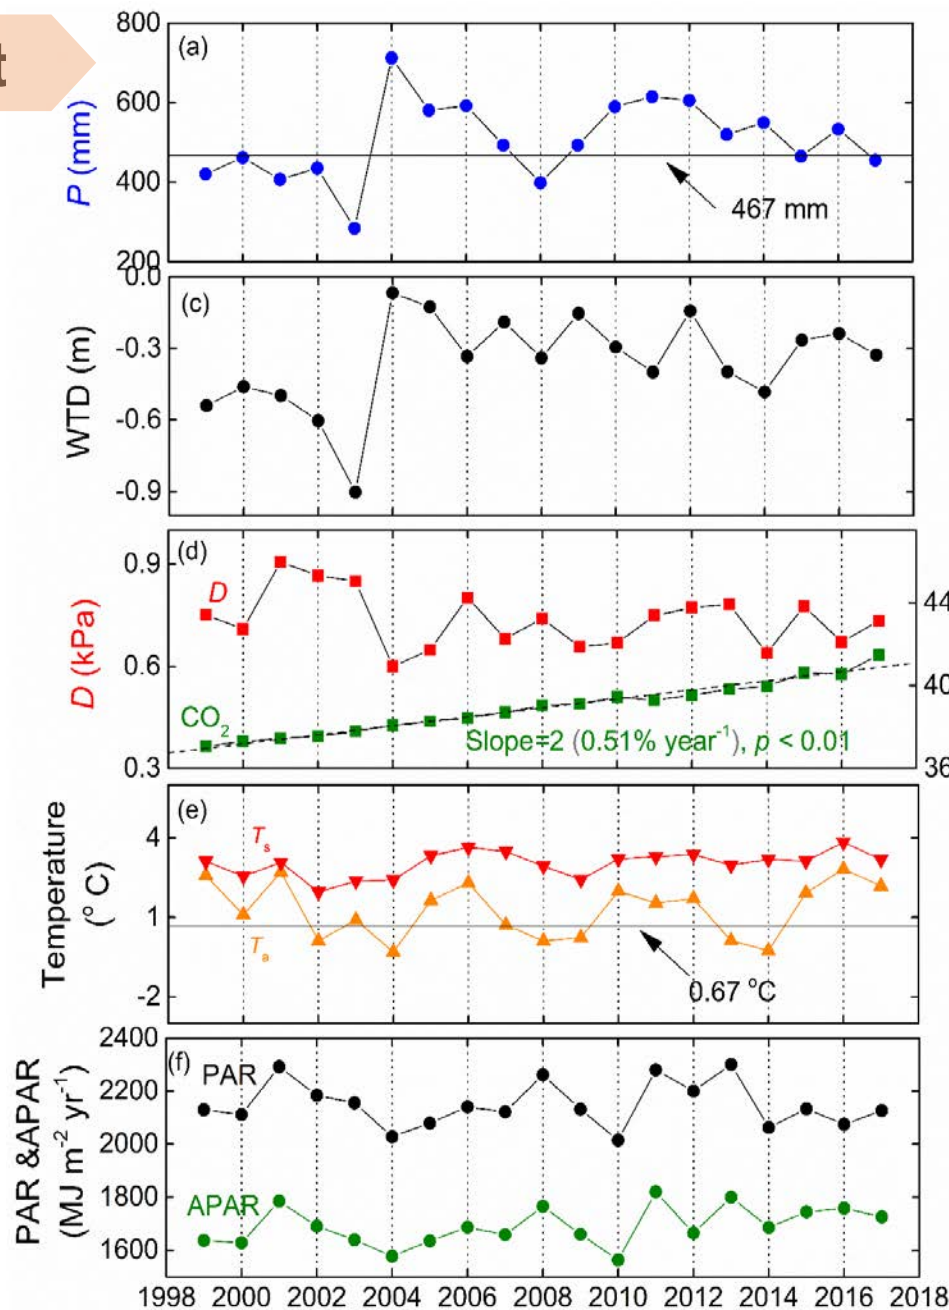 t
800
(a)
600
P (mm)
400
467 mm
200
0.0
(c)
-0.3
WTD (m)
-0.6
-0.9
(d)
0.9
D
44
D (kPa)
0.6
40
CO₂
Slope=2 (0.51% year⁻¹), p < 0.01
0.3
36
(e)
4
Tₛ
Temperature
(° C)
1
Tₐ
-2
0.67 °C
2400
(f)
PAR
2200
PAR &APAR
(MJ m⁻² yr⁻¹)
2000
1800
APAR
1600
1998 2000 2002 2004 2006 2008 2010 2012 2014 2016 2018